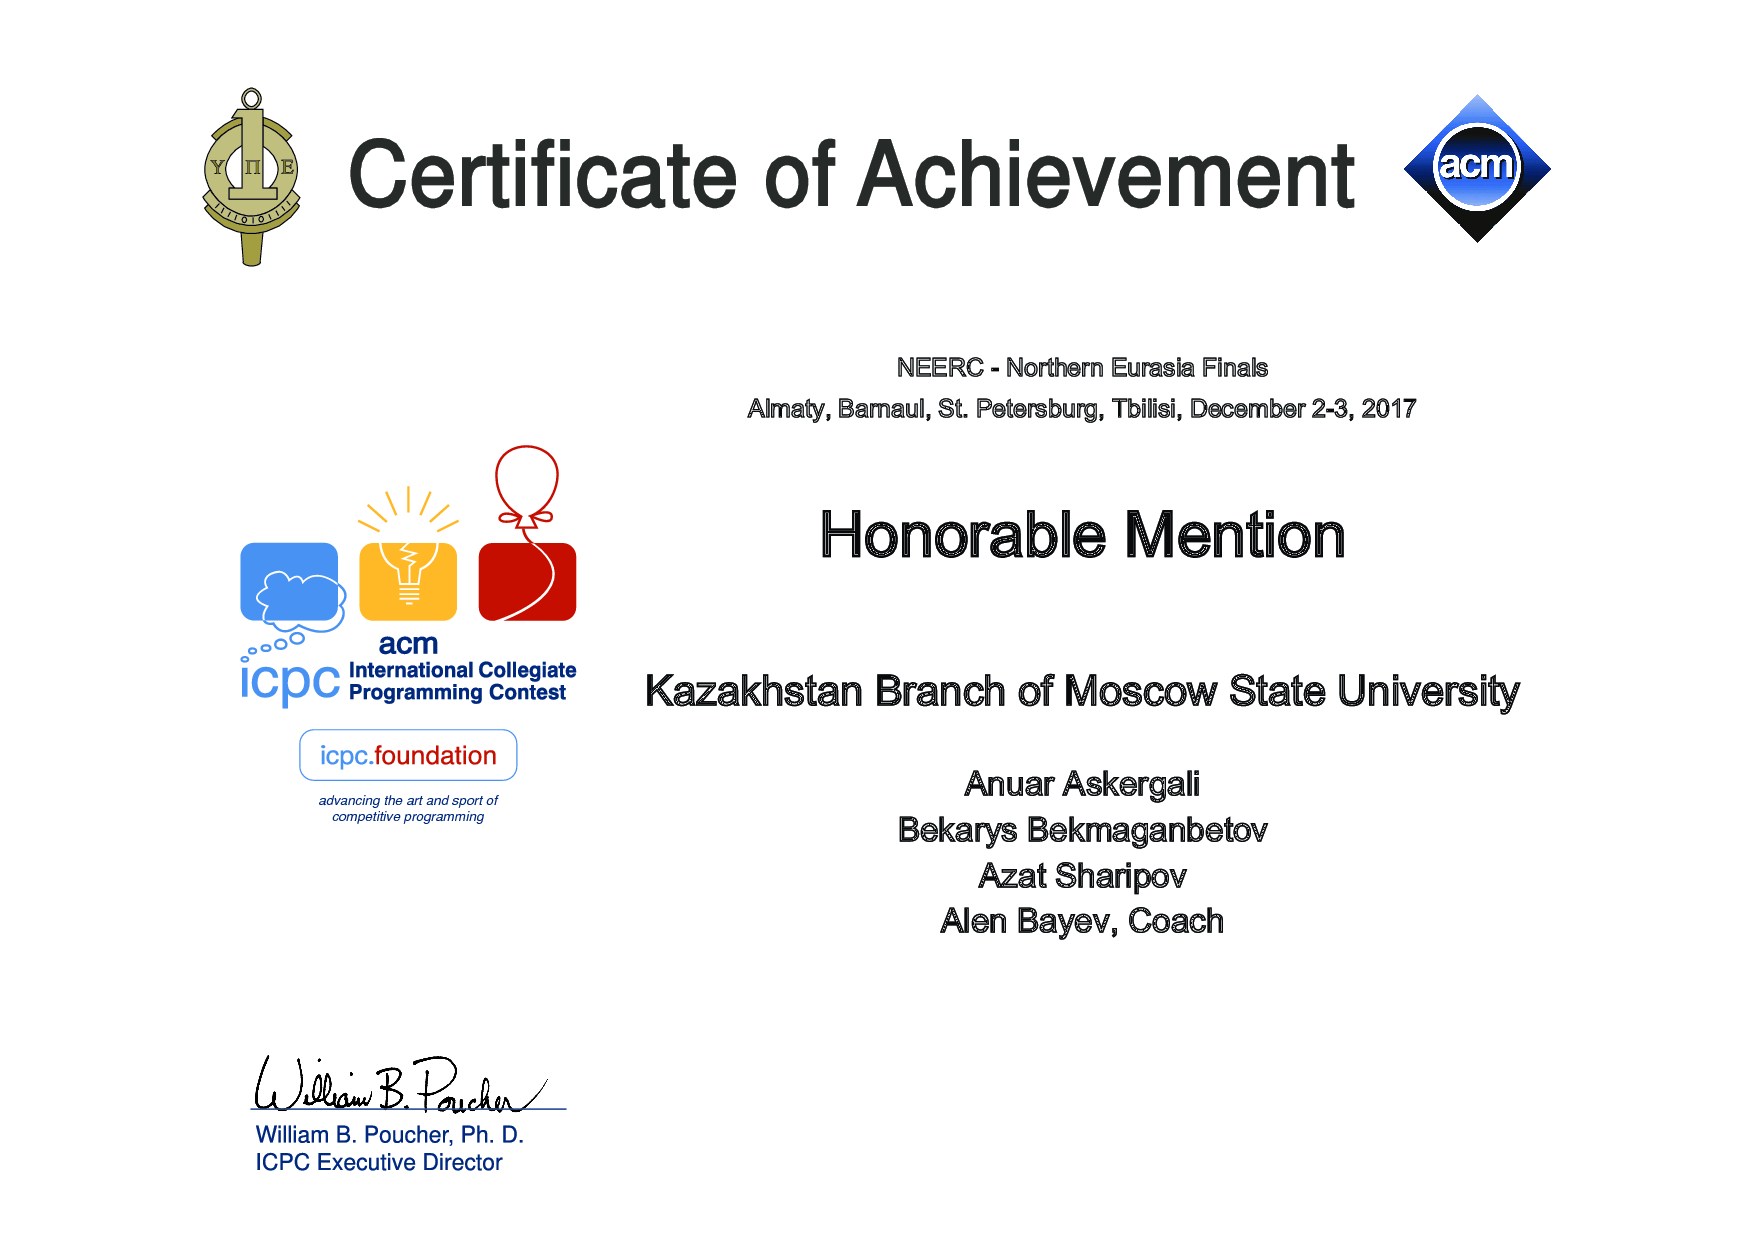 Υ Π Ε
Certificate of Achievement
acm
NEERC - Northern Eurasia Finals
Almaty, Barnaul, St. Petersburg, Tbilisi, December 2-3, 2017
Honorable Mention
acm
icpc International Collegiate
Programming Contest
Kazakhstan Branch of Moscow State University
icpc.foundation
advancing the art and sport of
competitive programming
Anuar Askergali
Bekarys Bekmaganbetov
Azat Sharipov
Alen Bayev, Coach
William B. Poucher
William B. Poucher, Ph. D.
ICPC Executive Director